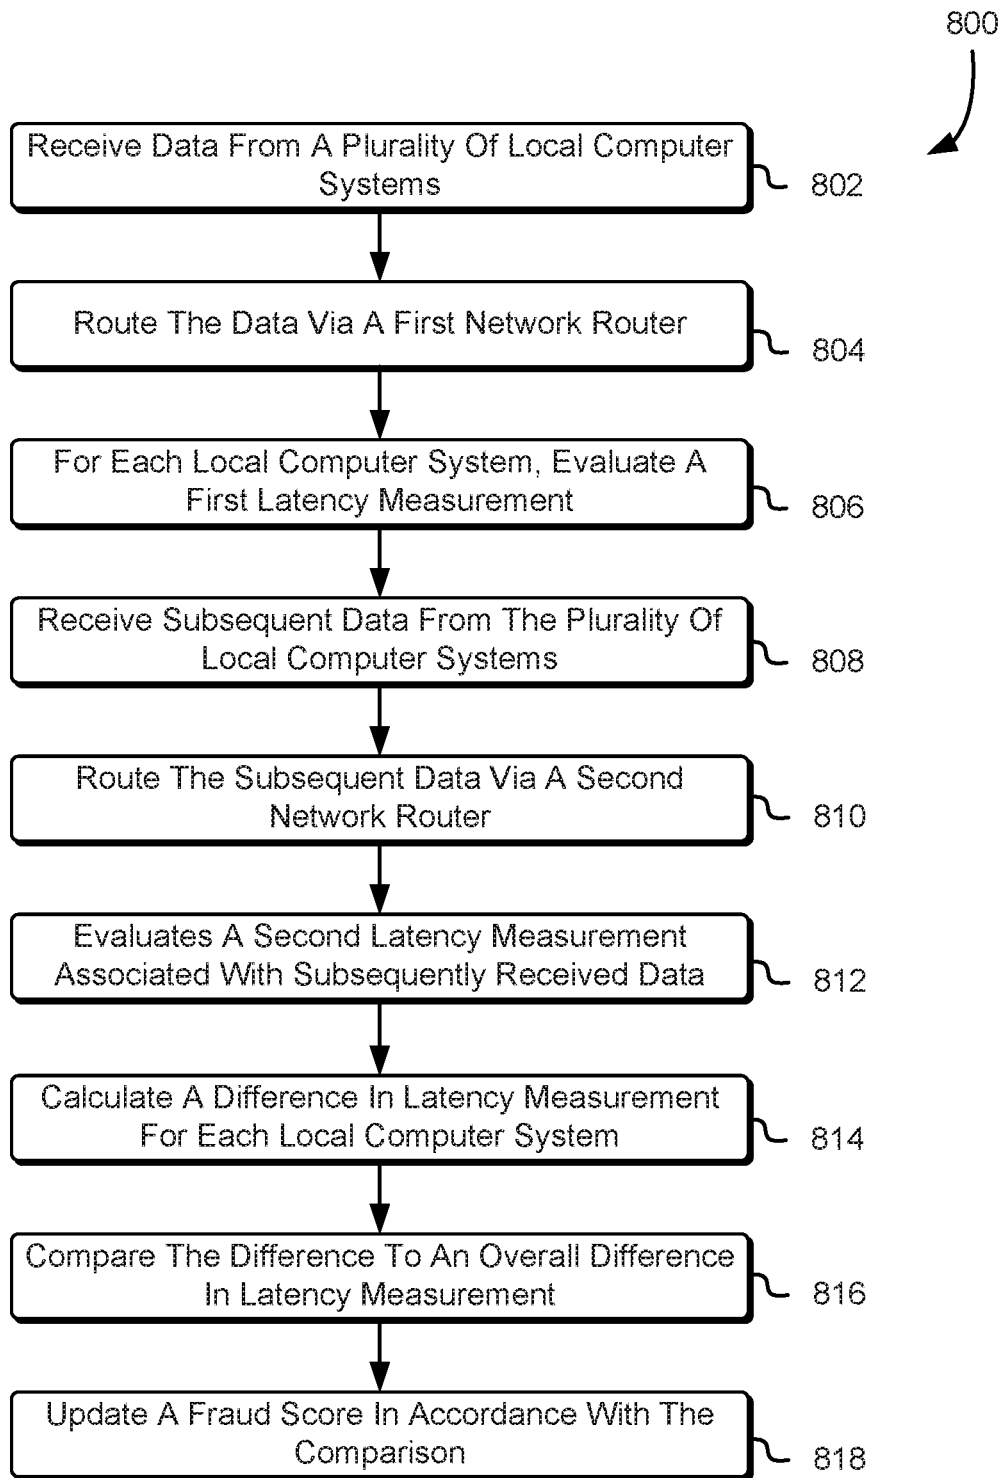 800
Receive Data From A Plurality Of Local Computer
Systems
802
Route The Data Via A First Network Router
804
For Each Local Computer System, Evaluate A
First Latency Measurement
806
Receive Subsequent Data From The Plurality Of
Local Computer Systems
808
Route The Subsequent Data Via A Second
Network Router
810
Evaluates A Second Latency Measurement
Associated With Subsequently Received Data
812
Calculate A Difference In Latency Measurement
For Each Local Computer System
814
Compare The Difference To An Overall Difference
In Latency Measurement
816
Update A Fraud Score In Accordance With The
Comparison
818